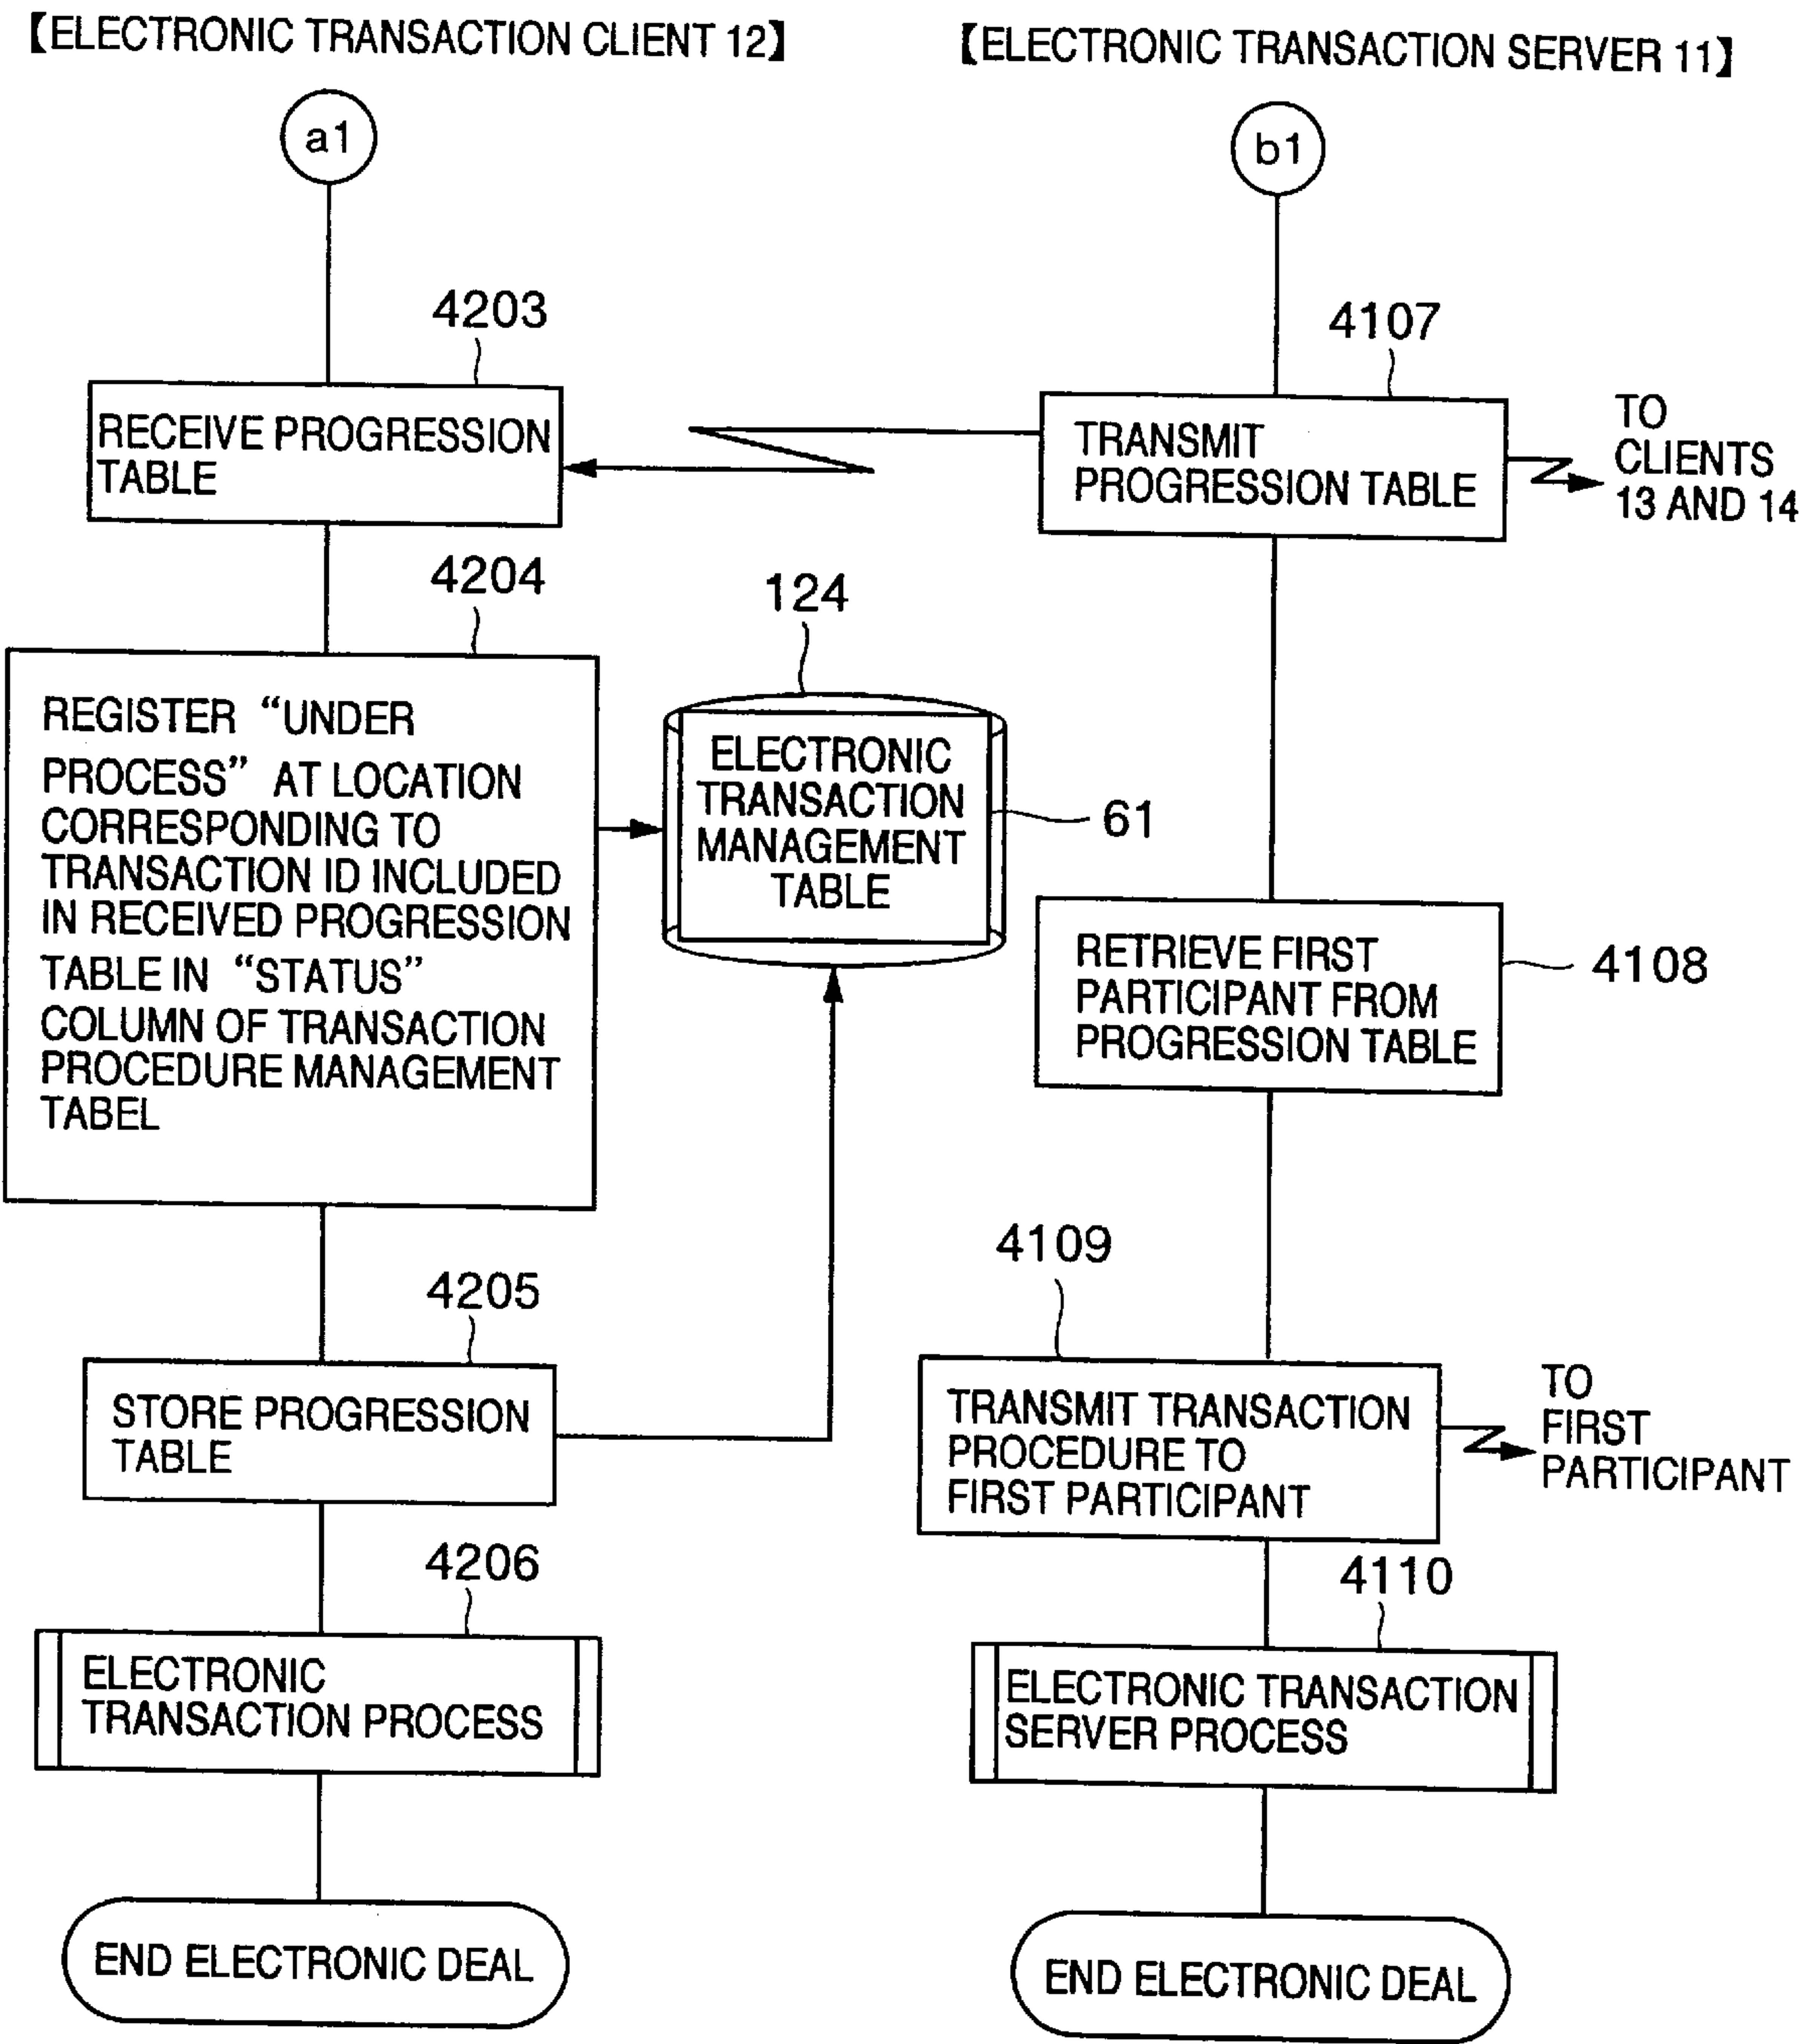 【ELECTRONIC TRANSACTION CLIENT 12】
【ELECTRONIC TRANSACTION SERVER 11】
a1
b1
4203
RECEIVE PROGRESSION
TABLE
4107
TRANSMIT
PROGRESSION TABLE
TO
CLIENTS
13 AND 14
4204
REGISTER “UNDER
PROCESS” AT LOCATION
CORRESPONDING TO
TRANSACTION ID INCLUDED
IN RECEIVED PROGRESSION
TABLE IN “STATUS”
COLUMN OF TRANSACTION
PROCEDURE MANAGEMENT
TABEL
124
ELECTRONIC
TRANSACTION
MANAGEMENT
TABLE
61
RETRIEVE FIRST
PARTICIPANT FROM
PROGRESSION TABLE
4108
4205
STORE PROGRESSION
TABLE
4109
TRANSMIT TRANSACTION
PROCEDURE TO
FIRST PARTICIPANT
TO
FIRST
PARTICIPANT
4206
ELECTRONIC
TRANSACTION PROCESS
4110
ELECTRONIC TRANSACTION
SERVER PROCESS
END ELECTRONIC DEAL
END ELECTRONIC DEAL